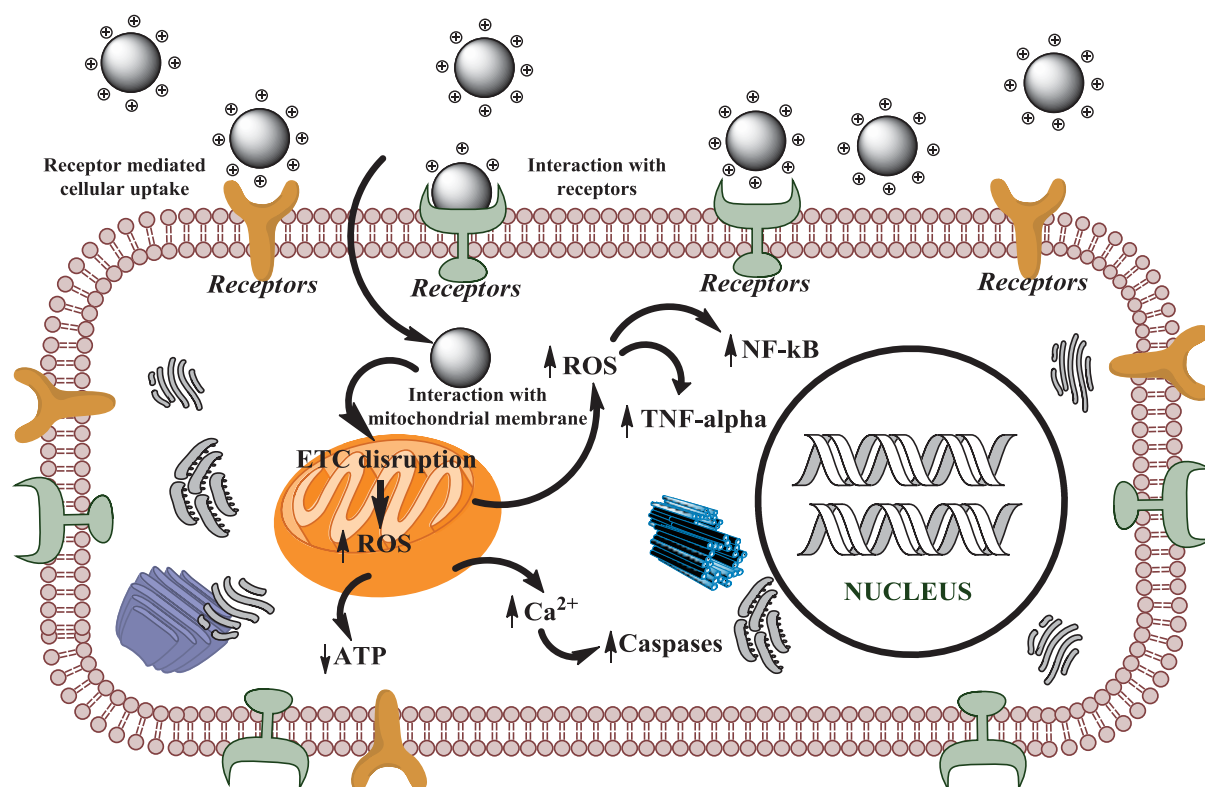 Receptor mediated
cellular uptake
Interaction with
receptors
Receptors
Receptors
Receptors
Receptors
ROS
NF-kB
TNF-alpha
Interaction with
mitochondrial membrane
ETC disruption
ROS
ATP
Ca²⁺
Caspases
NUCLEUS